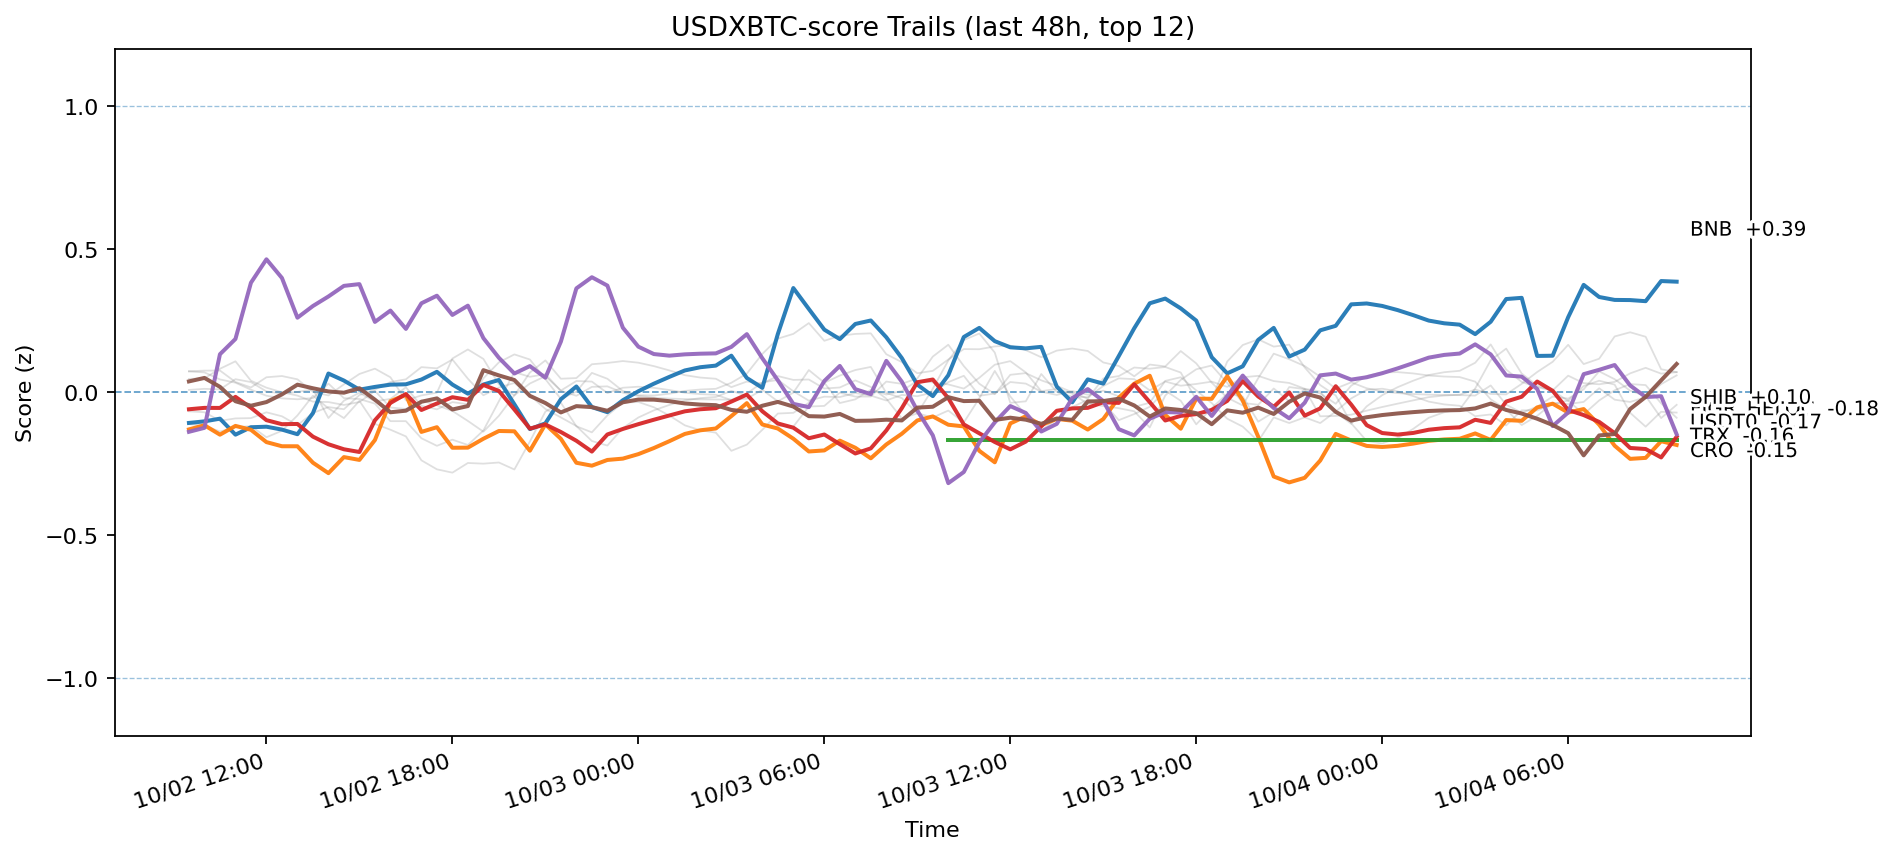 USDXBTC-score Trails (last 48h, top 12)
Score (z)
1.0
0.5
0.0
−0.5
−1.0
BNB +0.39
SHIB +0.10
-0.18
USDT0 -0.17
TRX -0.16
CRO -0.15
10/02 12:00
10/02 18:00
10/03 00:00
10/03 06:00
10/03 12:00
10/03 18:00
10/04 00:00
10/04 06:00
Time